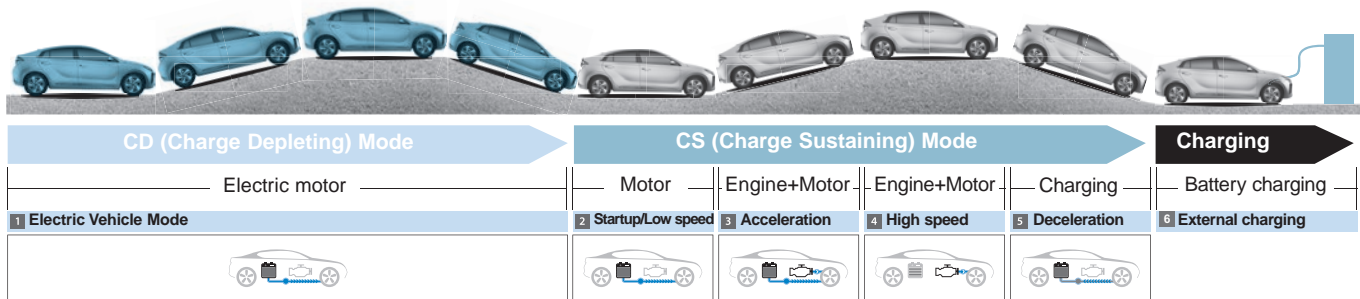 CD (Charge Depleting) Mode
CS (Charge Sustaining) Mode
Charging
Electric motor
Motor
Engine+Motor
Engine+Motor
Charging
Battery charging
1 Electric Vehicle Mode
2 Startup/Low speed
3 Acceleration
4 High speed
5 Deceleration
6 External charging